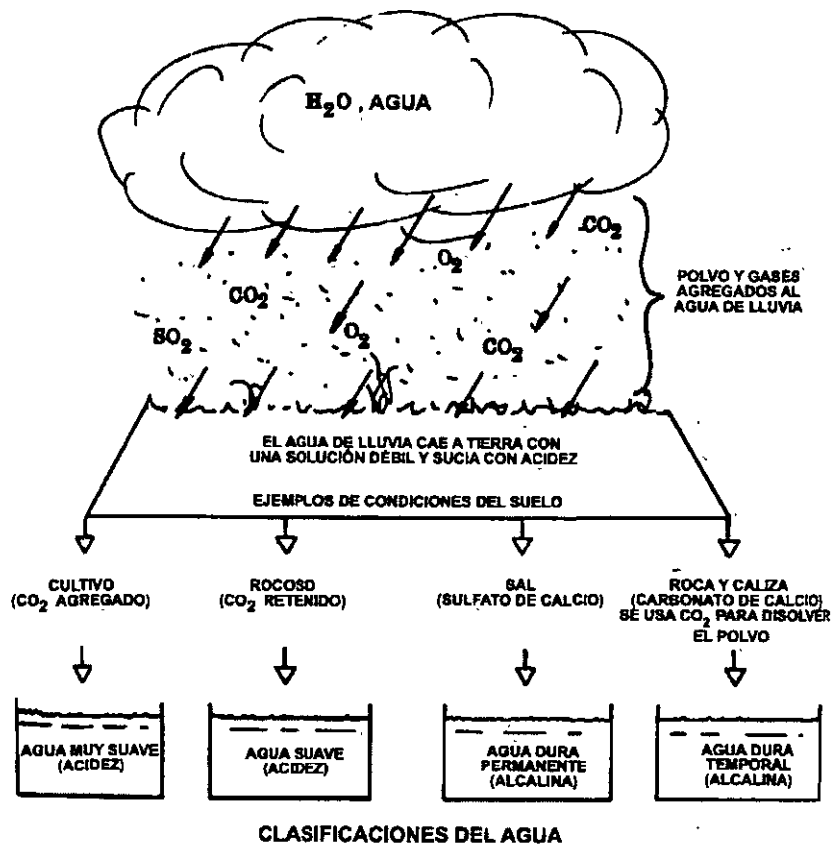 H₂O, AGUA
CO₂
O₂
CO₂
SO₂
O₂
CO₂
POLVO Y GASES
AGREGADOS AL
AGUA DE LLUVIA
EL AGUA DE LLUVIA CAE A TIERRA CON
UNA SOLUCIÓN DÉBIL Y SUCIA CON ACIDEZ
EJEMPLOS DE CONDICIONES DEL SUELO
CULTIVO
(CO₂ AGREGADO)
ROCOSO
(CO₂ RETENIDO)
SAL
(SULFATO DE CALCIO)
ROCA Y CALIZA
(CARBONATO DE CALCIO)
SE USA CO₂ PARA DISOLVER
EL POLVO
AGUA MUY SUAVE
(ACIDEZ)
AGUA SUAVE
(ACIDEZ)
AGUA DURA
PERMANENTE
(ALCALINA)
AGUA DURA
TEMPORAL
(ALCALINA)
CLASIFICACIONES DEL AGUA